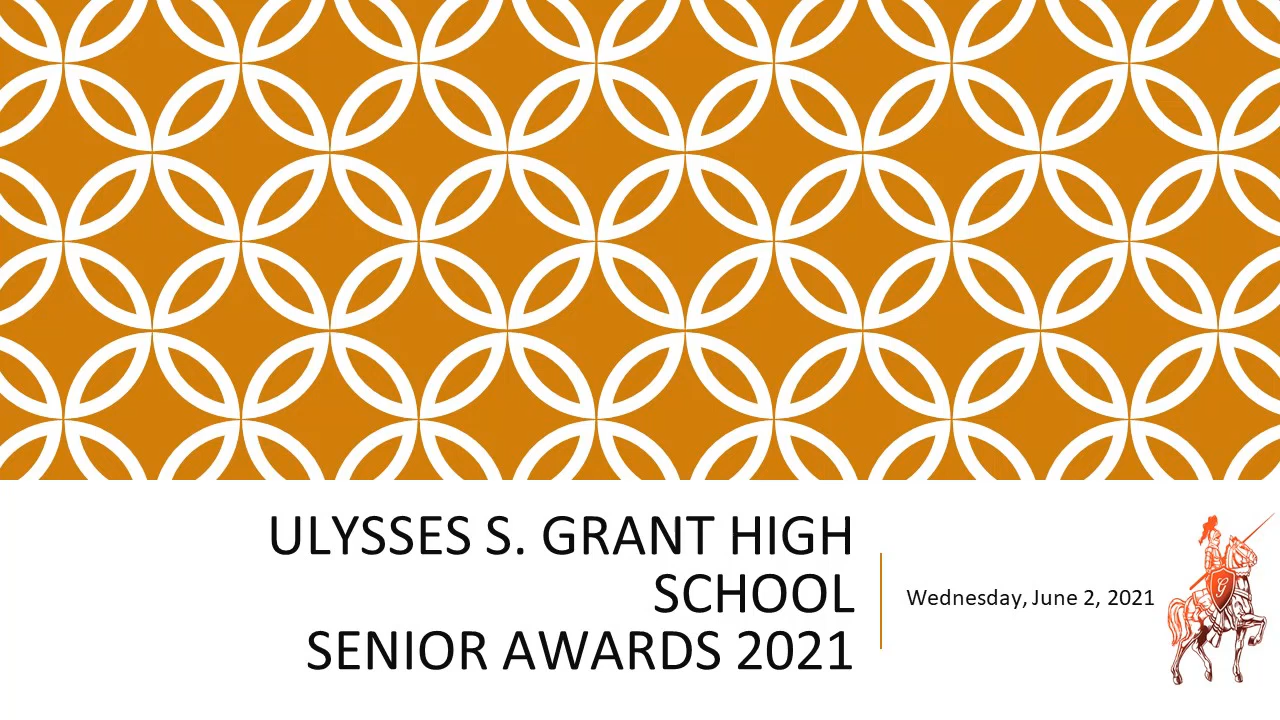 ULYSSES S. GRANT HIGH
SCHOOL
SENIOR AWARDS 2021
Wednesday, June 2, 2021
G